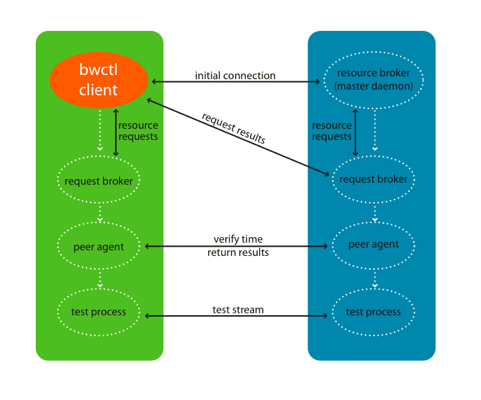 bwctl
client
initial connection
resource broker
(master daemon)
resource
requests
request results
resource
requests
request broker
request broker
verify time
return results
peer agent
peer agent
test stream
test process
test process